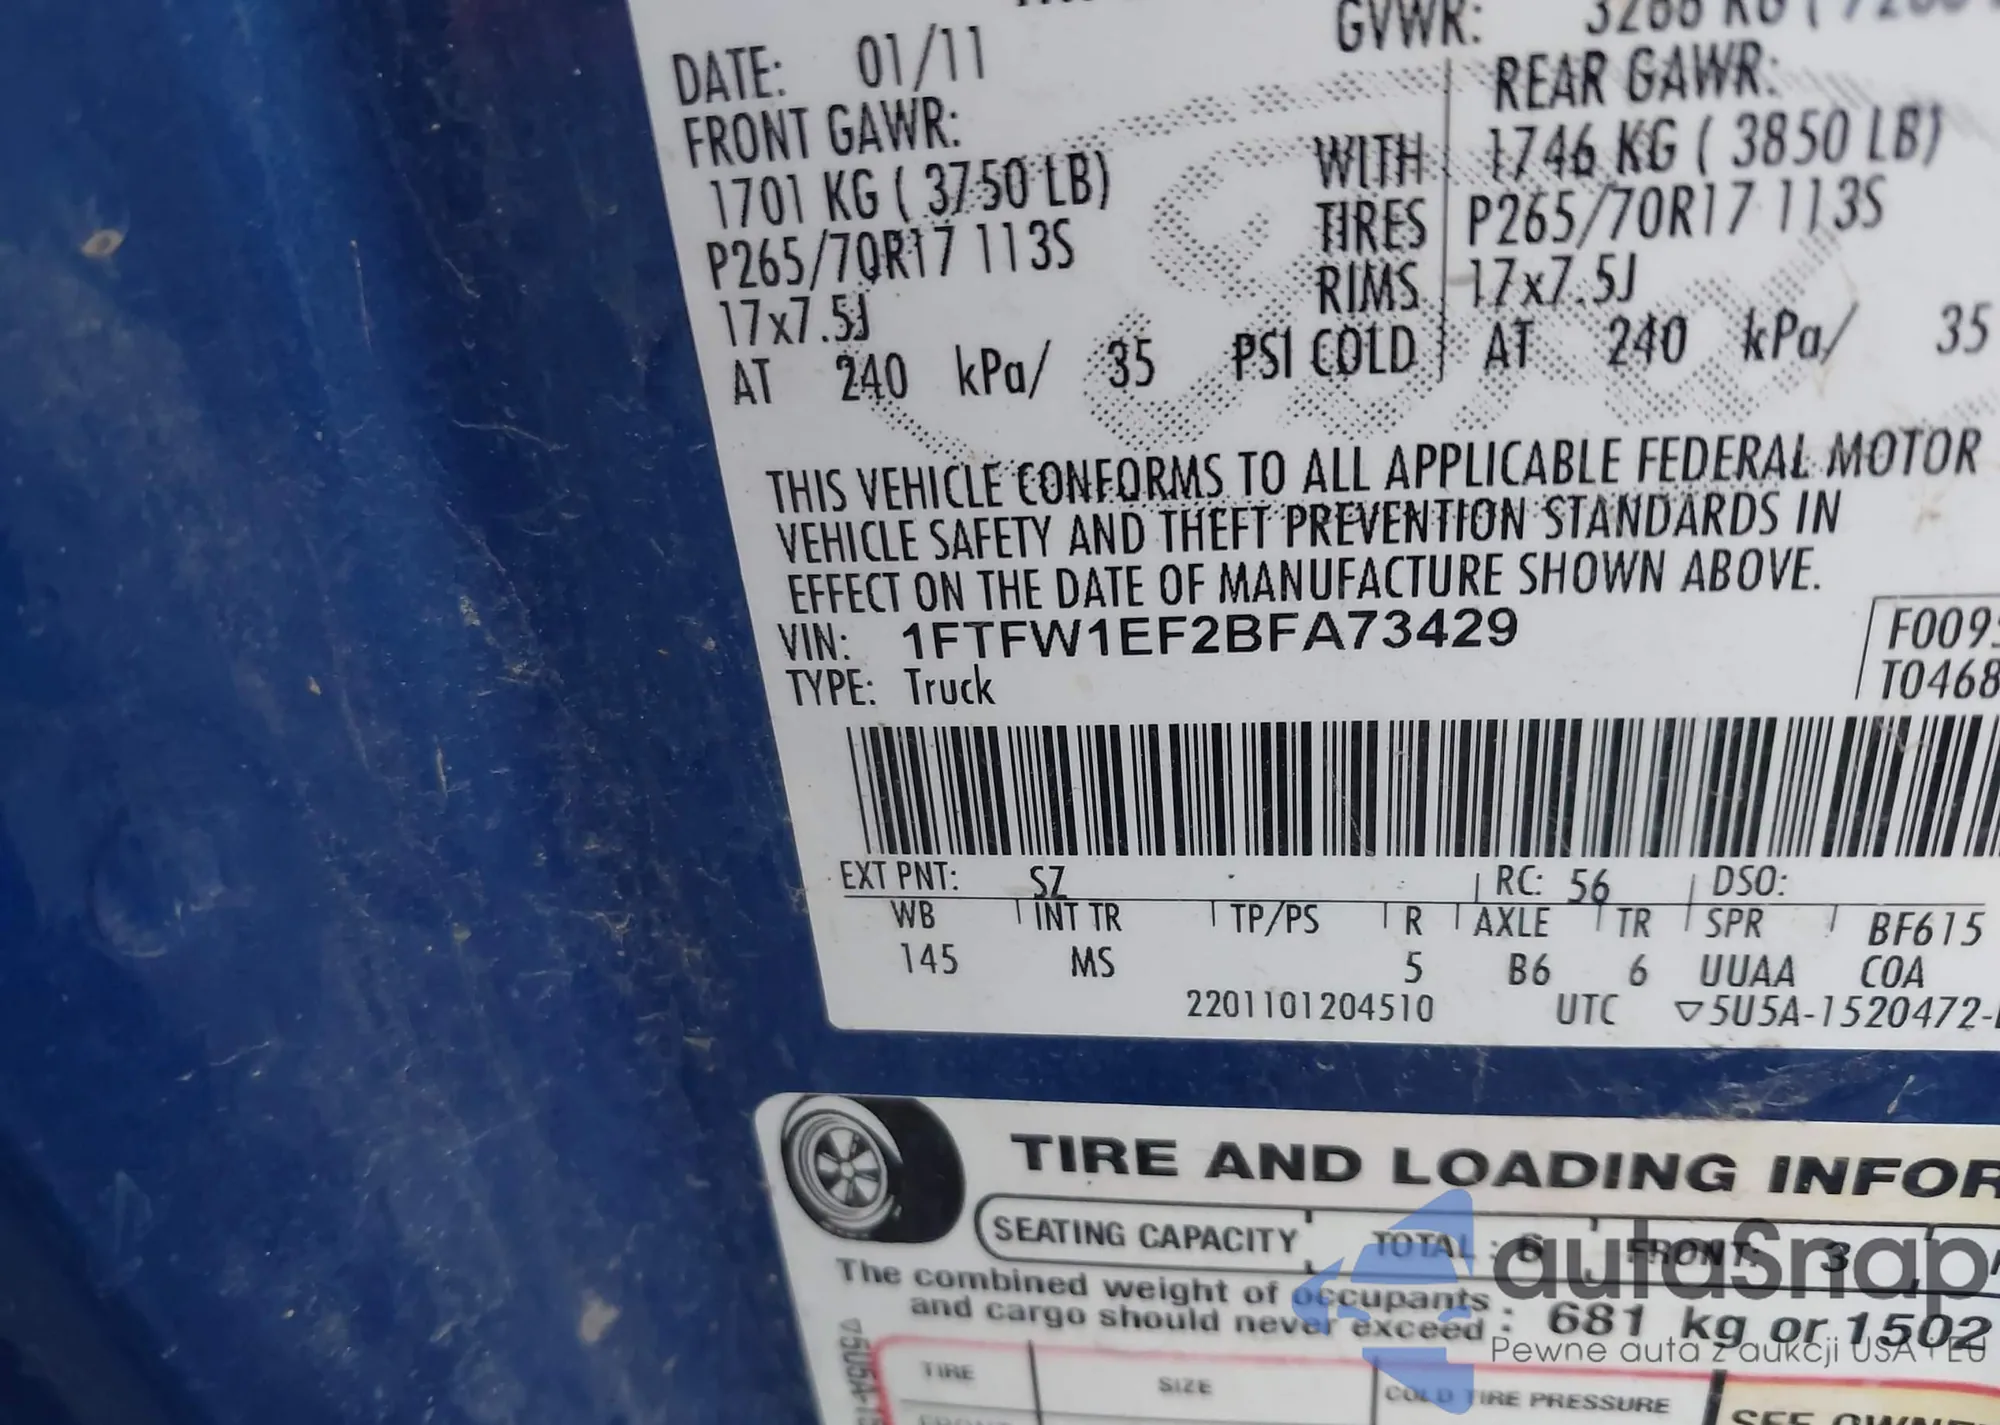 GVWR:
DATE: 01/11
FRONT GAWR: REAR GAWR:
1701 KG ( 3750 LB) WITH 1746 KG ( 3850 LB)
P265/70R17 113S TIRES P265/70R17 113S
17x7.5J RIMS 17x7.5J
AT 240 kPa/ 35 PSI COLD AT 240 kPa/ 35
THIS VEHICLE CONFORMS TO ALL APPLICABLE FEDERAL MOTOR
VEHICLE SAFETY AND THEFT PREVENTION STANDARDS IN
EFFECT ON THE DATE OF MANUFACTURE SHOWN ABOVE.
VIN: 1FTFW1EF2BFA73429
TYPE: Truck
T0468
EXT PNT: SZ RC: 56 DSO:
WB INT TR TP/PS R AXLE TR SPR BF615
145 MS 5 B6 6 UUAA COA
2201101204510 UTC ▽5U5A-1520472-
TIRE AND LOADING INFOR
SEATING CAPACITY TOTAL : 6 FRONT: 3
The combined weight of occupants
and cargo should never exceed : 681 kg or 1502
TIRE SIZE COLD TIRE PRESSURE
autaSnap
Pewne auta z aukcji USA i EU